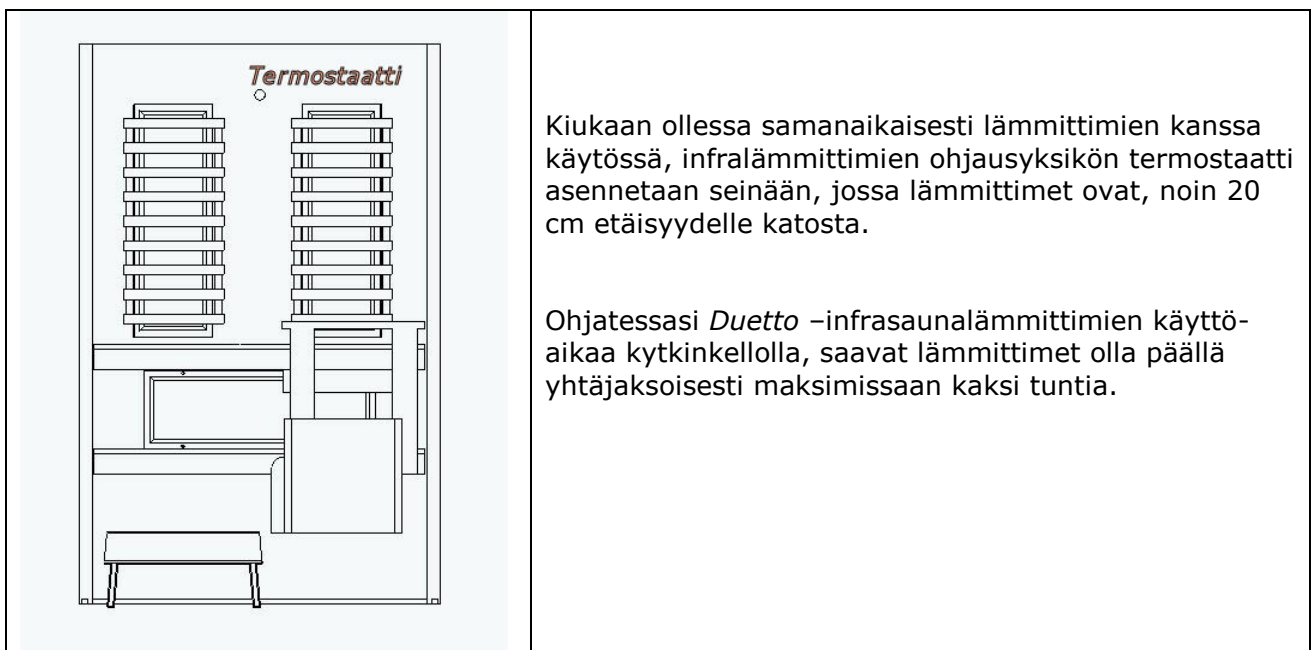 Termostaatti
Kiukaan ollessa samanaikaisesti lämmittimien kanssa
käytössä, infralämmittimien ohjausyksikön termostaatti
asennetaan seinään, jossa lämmittimet ovat, noin 20
cm etäisyydelle katosta.
Ohjatessasi Duetto –infrasaunalämmittimien käyttö-
aikaa kytkinkellolla, saavat lämmittimet olla päällä
yhtäjaksoisesti maksimissaan kaksi tuntia.